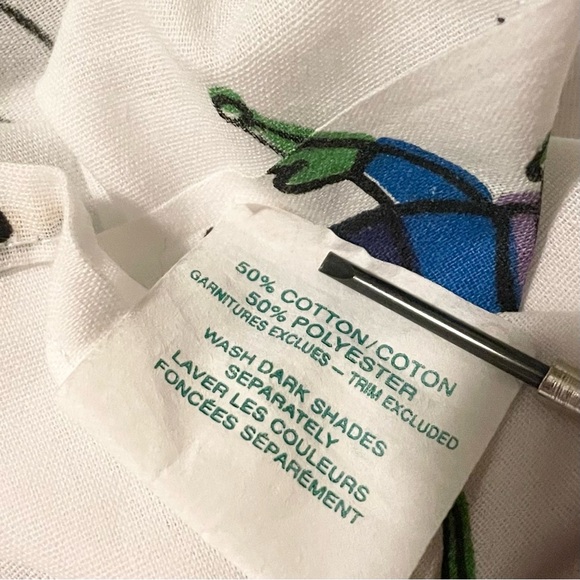 50% COTTON/COTON
50% POLYESTER
GARNITURES EXCLUES – TRIM EXCLUDED
WASH DARK SHADES
SEPARATELY
LAVER LES COULEURS
FONCÉES SÉPARÉMENT